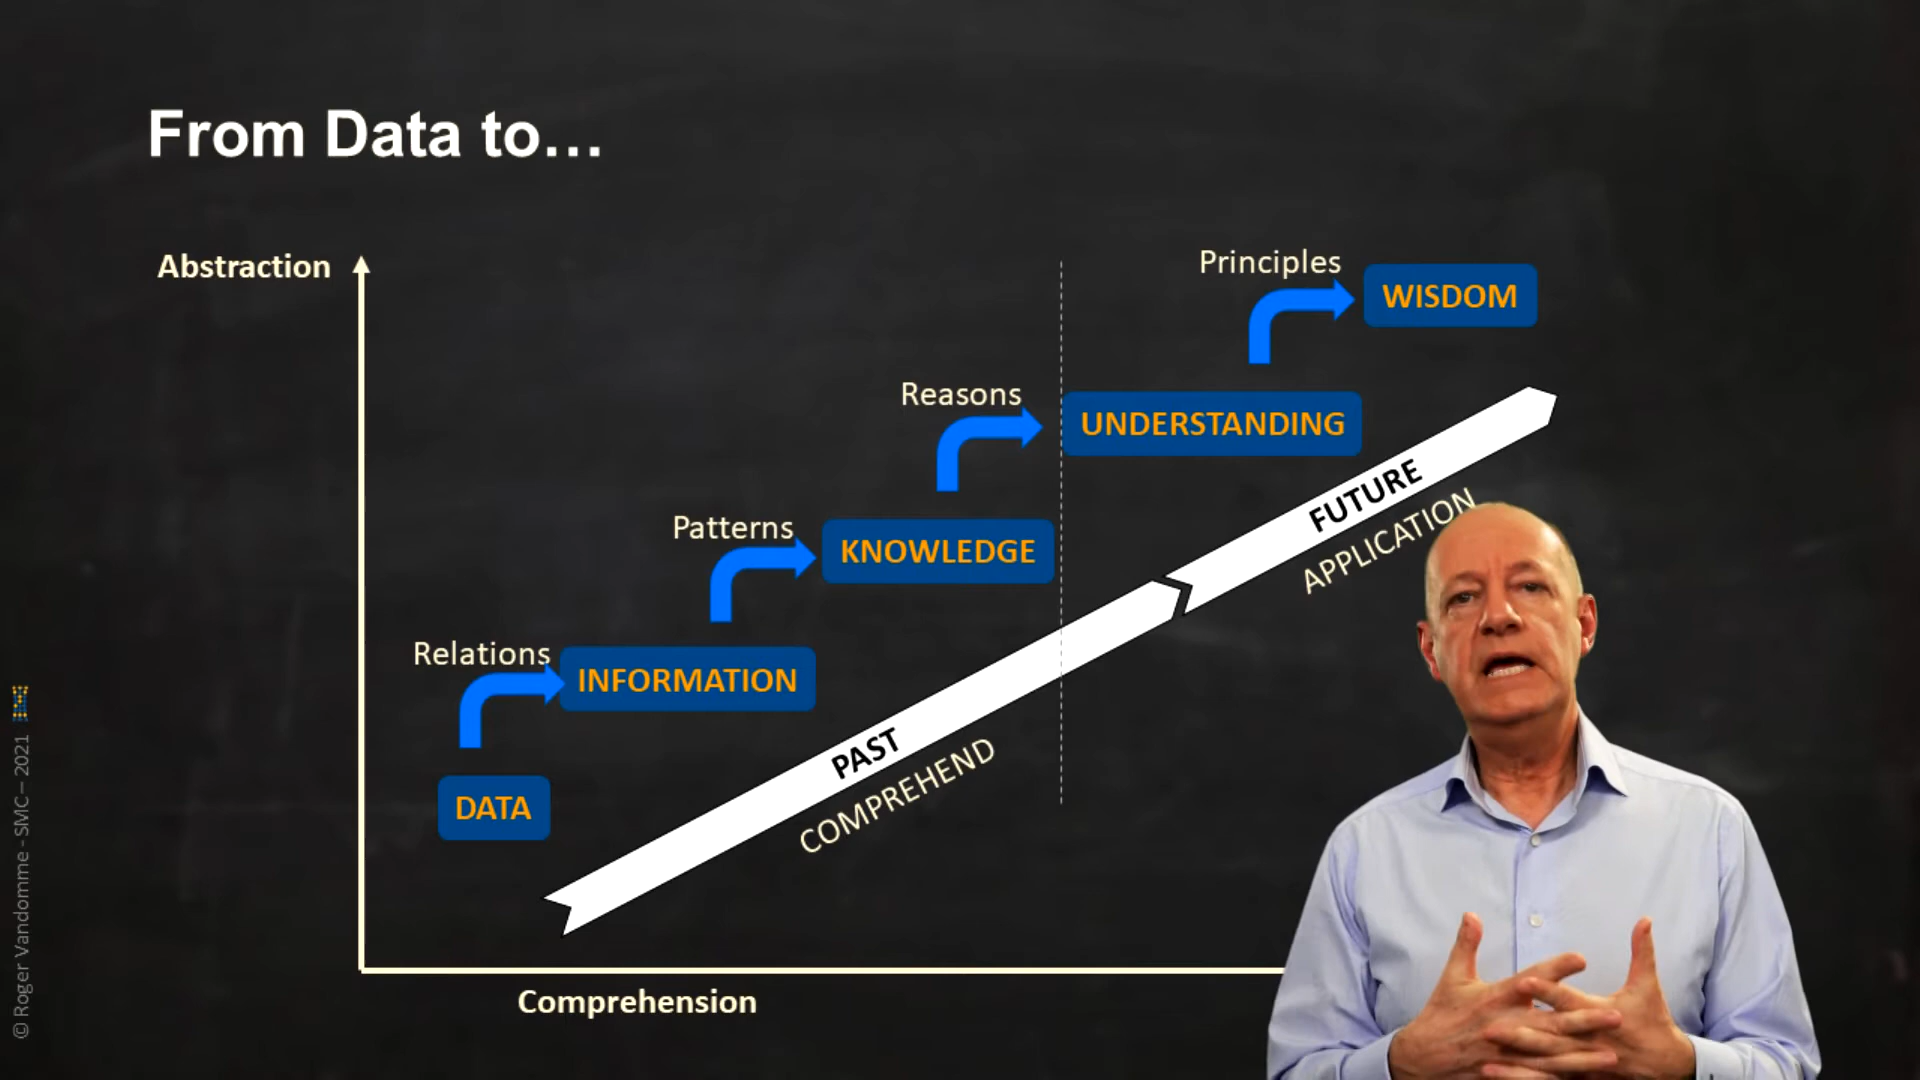 From Data to...
Abstraction
Principles
WISDOM
Reasons
UNDERSTANDING
Patterns
KNOWLEDGE
FUTURE
APPLICATION
Relations
INFORMATION
PAST
COMPREHEND
DATA
Comprehension
© Roger Vandomme - SMC – 2021